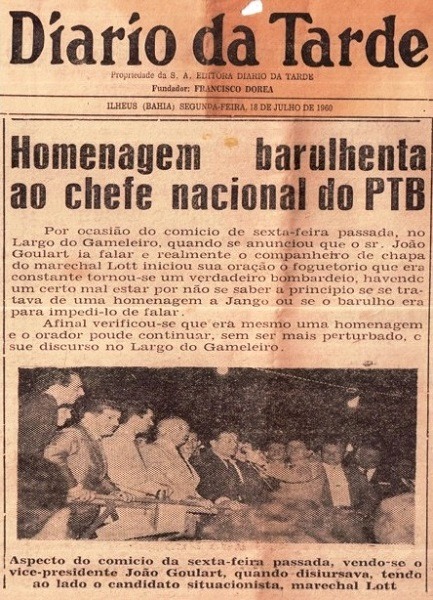 Diario da Tarde
Propriedade da S. A. EDITORA DIARIO DA TARDE
Fundador: FRANCISCO DOREA
ILHEUS (BAHIA) SEGUNDA-FEIRA, 18 DE JULHO DE 1960
Homenagem barulhenta
ao chefe nacional do PTB
Por ocasião do comicio de sexta-feira passada, no
Largo do Gameleiro, quando se anunciou que o sr. João
Goulart ia falar e realmente o companheiro de chapa
do marechal Lott iniciou sua oração o foguetorio que era
constante tornou-se um verdadeiro bombardeio, havendo
um certo mal estar por não se saber a principio se se tra-
tava de uma homenagem a Jango ou se o barulho era
para impedi-lo de falar.
Afinal verificou-se que era mesmo uma homenagem
e o orador poude continuar, sem ser mais perturbado, o
sue discurso no Largo do Gameleiro.
Aspecto do comicio da sexta-feira passada, vendo-se o
vice-presidente João Goulart, quando disiursava, tendo
ao lado o candidato situacionista, marechal Lott